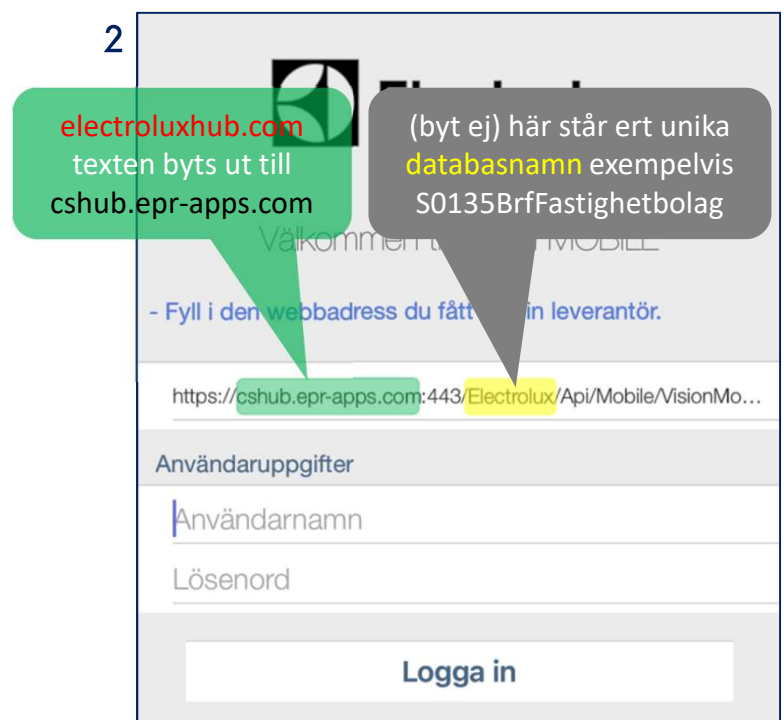 2
electroluxhub.com
texten byts ut till
cshub.epr-apps.com
(byt ej) här står ert unika
databasnamn exempelvis
S0135BrfFastighetbolag
Välkommen MOBILE
- Fyll i den webbadress du fått in leverantör.
https://cshub.epr-apps.com:443/Electrolux/Api/Mobile/VisionMo...
Användaruppgifter
Användarnamn
Lösenord
Logga in